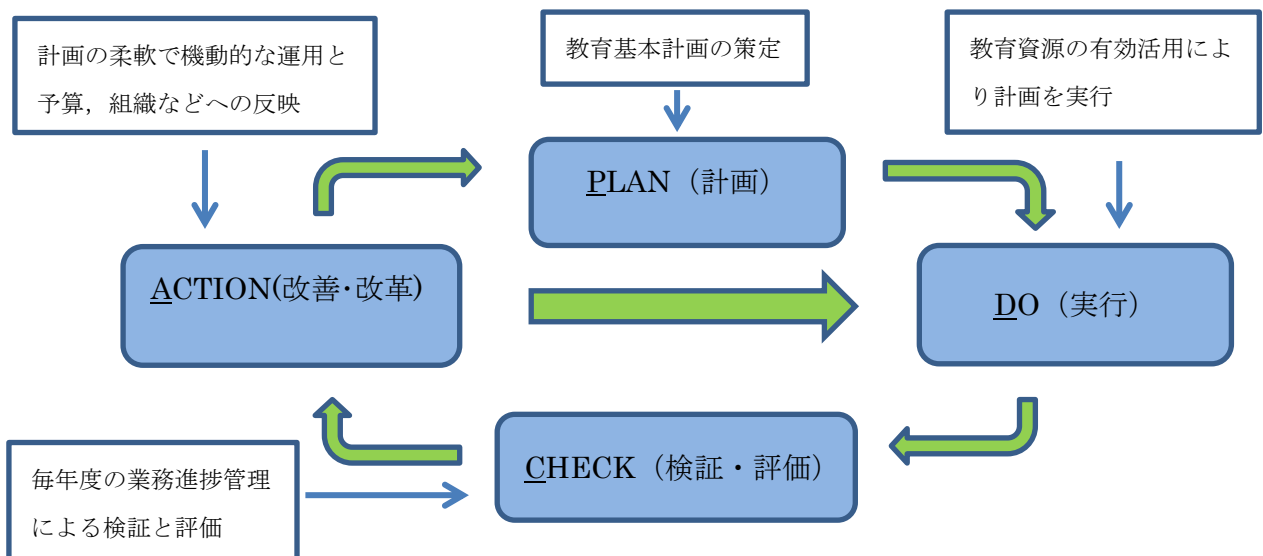 計画の柔軟で機動的な運用と
予算，組織などへの反映
教育基本計画の策定
教育資源の有効活用によ
り計画を実行
PLAN（計画）
ACTION(改善･改革)
DO（実行）
CHECK（検証・評価）
毎年度の業務進捗管理
による検証と評価